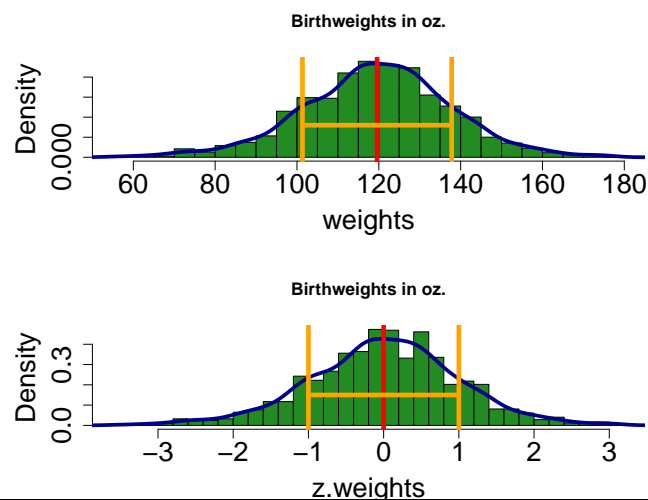 Birthweights in oz.
Density
0.000
60 80 100 120 140 160 180
weights
Birthweights in oz.
Density
0.0 0.3
−3 −2 −1 0 1 2 3
z.weights